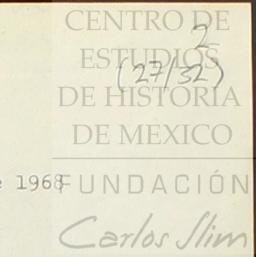 CENTRO DE
2
ESTUDIOS
(27/32)
DE HISTORIA
DE MEXICO
e 1968
FUNDACIÓN
Carlos Slim